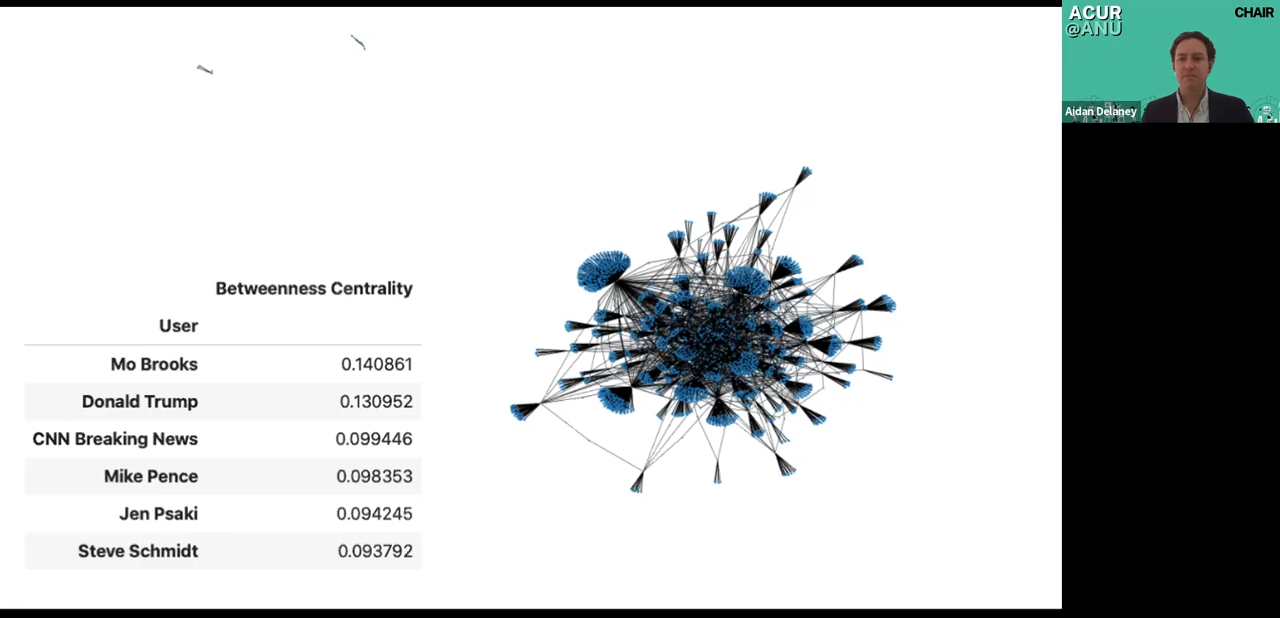 Betweenness Centrality
User
Mo Brooks 0.140861
Donald Trump 0.130952
CNN Breaking News 0.099446
Mike Pence 0.098353
Jen Psaki 0.094245
Steve Schmidt 0.093792
ACUR
@ANU
CHAIR
Aidan Delaney